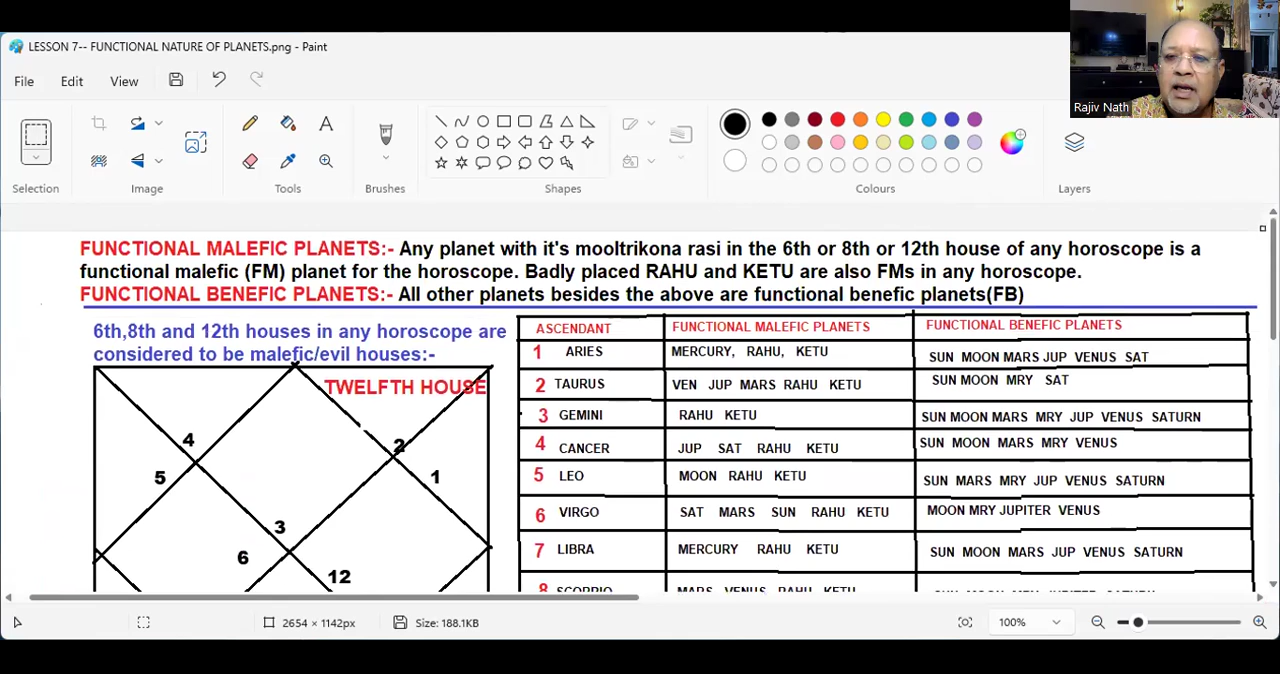 LESSON 7-- FUNCTIONAL NATURE OF PLANETS.png - Paint
Rajiv Nath
File Edit View
Selection Image Tools Brushes Shapes Colours Layers
FUNCTIONAL MALEFIC PLANETS:- Any planet with it's mooltrikona rasi in the 6th or 8th or 12th house of any horoscope is a
functional malefic (FM) planet for the horoscope. Badly placed RAHU and KETU are also FMs in any horoscope.
FUNCTIONAL BENEFIC PLANETS:- All other planets besides the above are functional benefic planets(FB)
6th,8th and 12th houses in any horoscope are
considered to be malefic/evil houses:-
TWELFTH HOUSE
4
2
5
1
3
6
12
ASCENDANT FUNCTIONAL MALEFIC PLANETS FUNCTIONAL BENEFIC PLANETS
1 ARIES MERCURY, RAHU, KETU SUN MOON MARS JUP VENUS SAT
2 TAURUS VEN JUP MARS RAHU KETU SUN MOON MRY SAT
3 GEMINI RAHU KETU SUN MOON MARS MRY JUP VENUS SATURN
4 CANCER JUP SAT RAHU KETU SUN MOON MARS MRY VENUS
5 LEO MOON RAHU KETU SUN MARS MRY JUP VENUS SATURN
6 VIRGO SAT MARS SUN RAHU KETU MOON MRY JUPITER VENUS
7 LIBRA MERCURY RAHU KETU SUN MOON MARS JUP VENUS SATURN
8 SCORPIO MARS VENUS RAHU KETU
2654 × 1142px Size: 188.1KB 100%